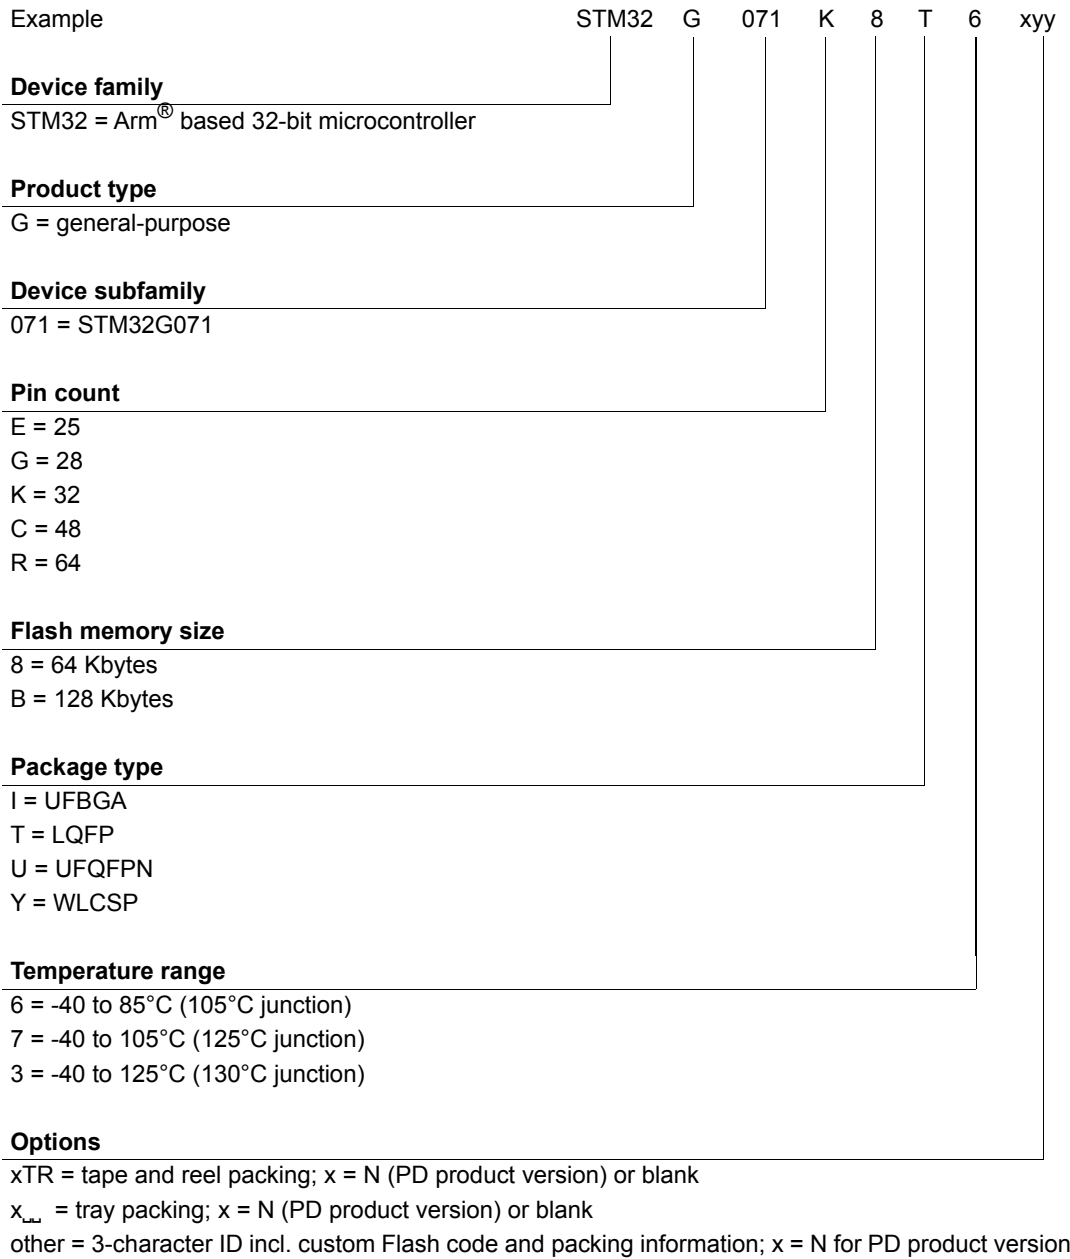 Example STM32 G 071 K 8 T 6 xyy
Device family
STM32 = Arm® based 32-bit microcontroller
Product type
G = general-purpose
Device subfamily
071 = STM32G071
Pin count
E = 25
G = 28
K = 32
C = 48
R = 64
Flash memory size
8 = 64 Kbytes
B = 128 Kbytes
Package type
I = UFBGA
T = LQFP
U = UFQFPN
Y = WLCSP
Temperature range
6 = -40 to 85°C (105°C junction)
7 = -40 to 105°C (125°C junction)
3 = -40 to 125°C (130°C junction)
Options
xTR = tape and reel packing; x = N (PD product version) or blank
x␣␣ = tray packing; x = N (PD product version) or blank
other = 3-character ID incl. custom Flash code and packing information; x = N for PD product version